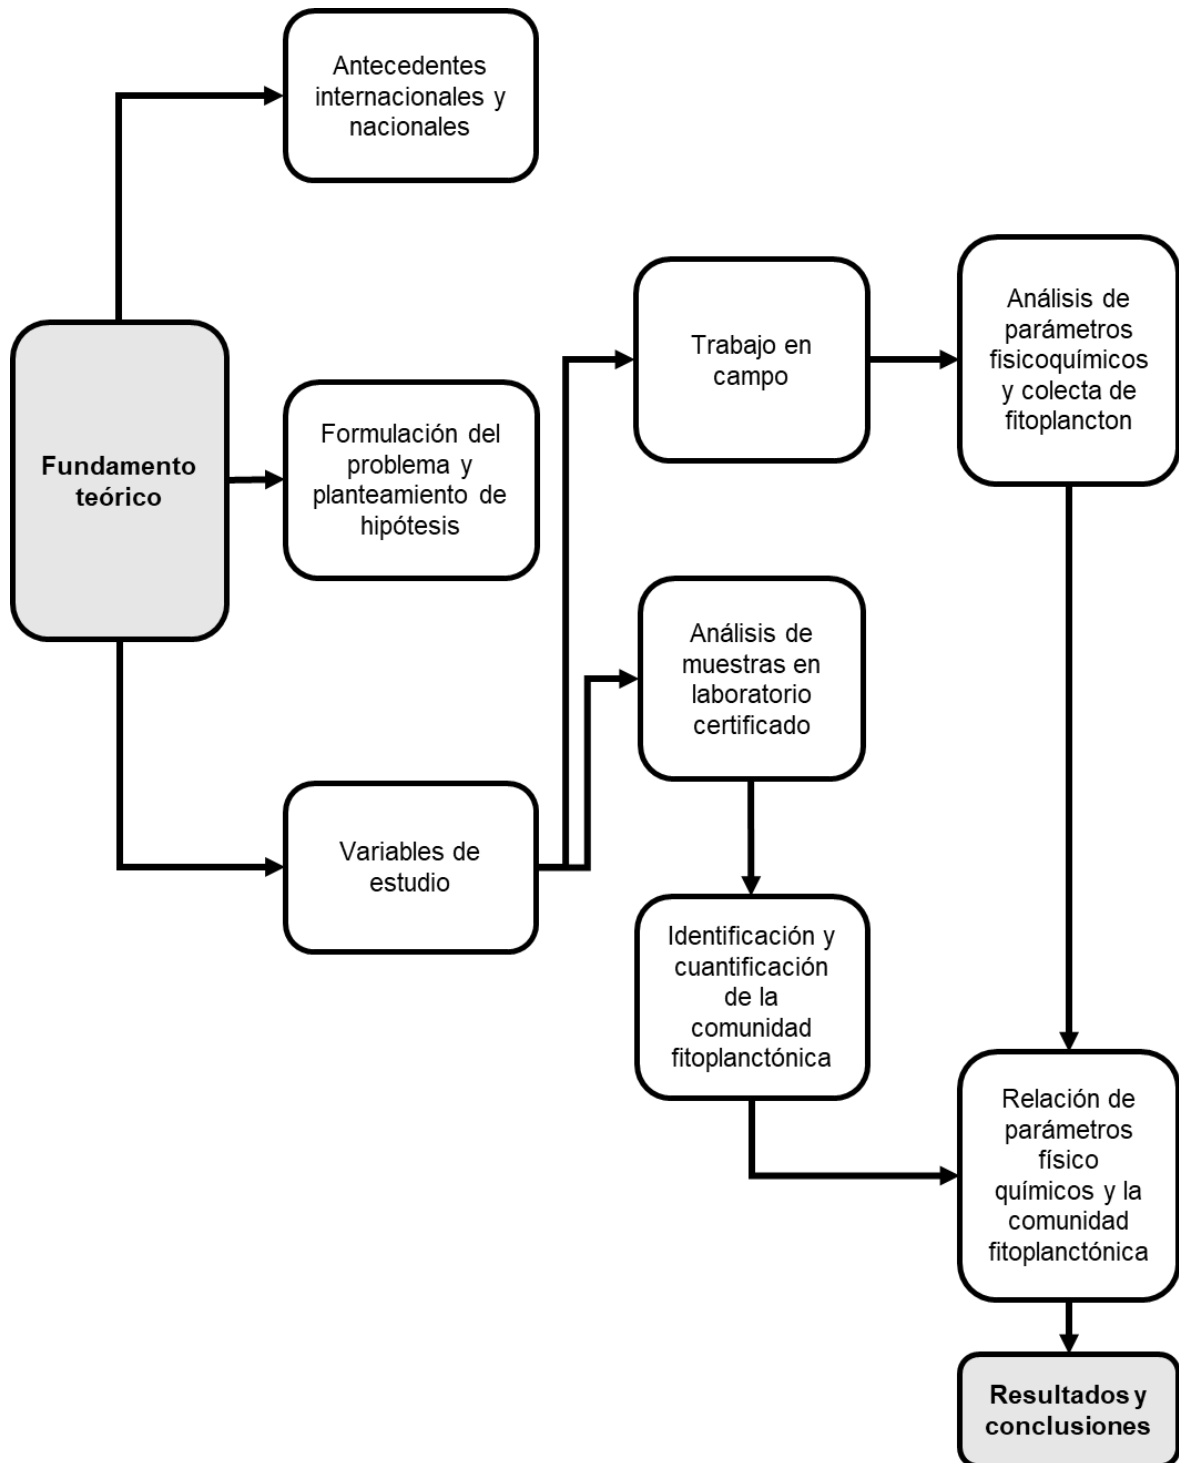 Antecedentes
internacionales y
nacionales
Fundamento
teórico
Formulación del
problema y
planteamiento de
hipótesis
Variables de
estudio
Trabajo en
campo
Análisis de
parámetros
fisicoquímicos
y colecta de
fitoplancton
Análisis de
muestras en
laboratorio
certificado
Identificación y
cuantificación
de la
comunidad
fitoplanctónica
Relación de
parámetros
físico
químicos y la
comunidad
fitoplanctónica
Resultados y
conclusiones